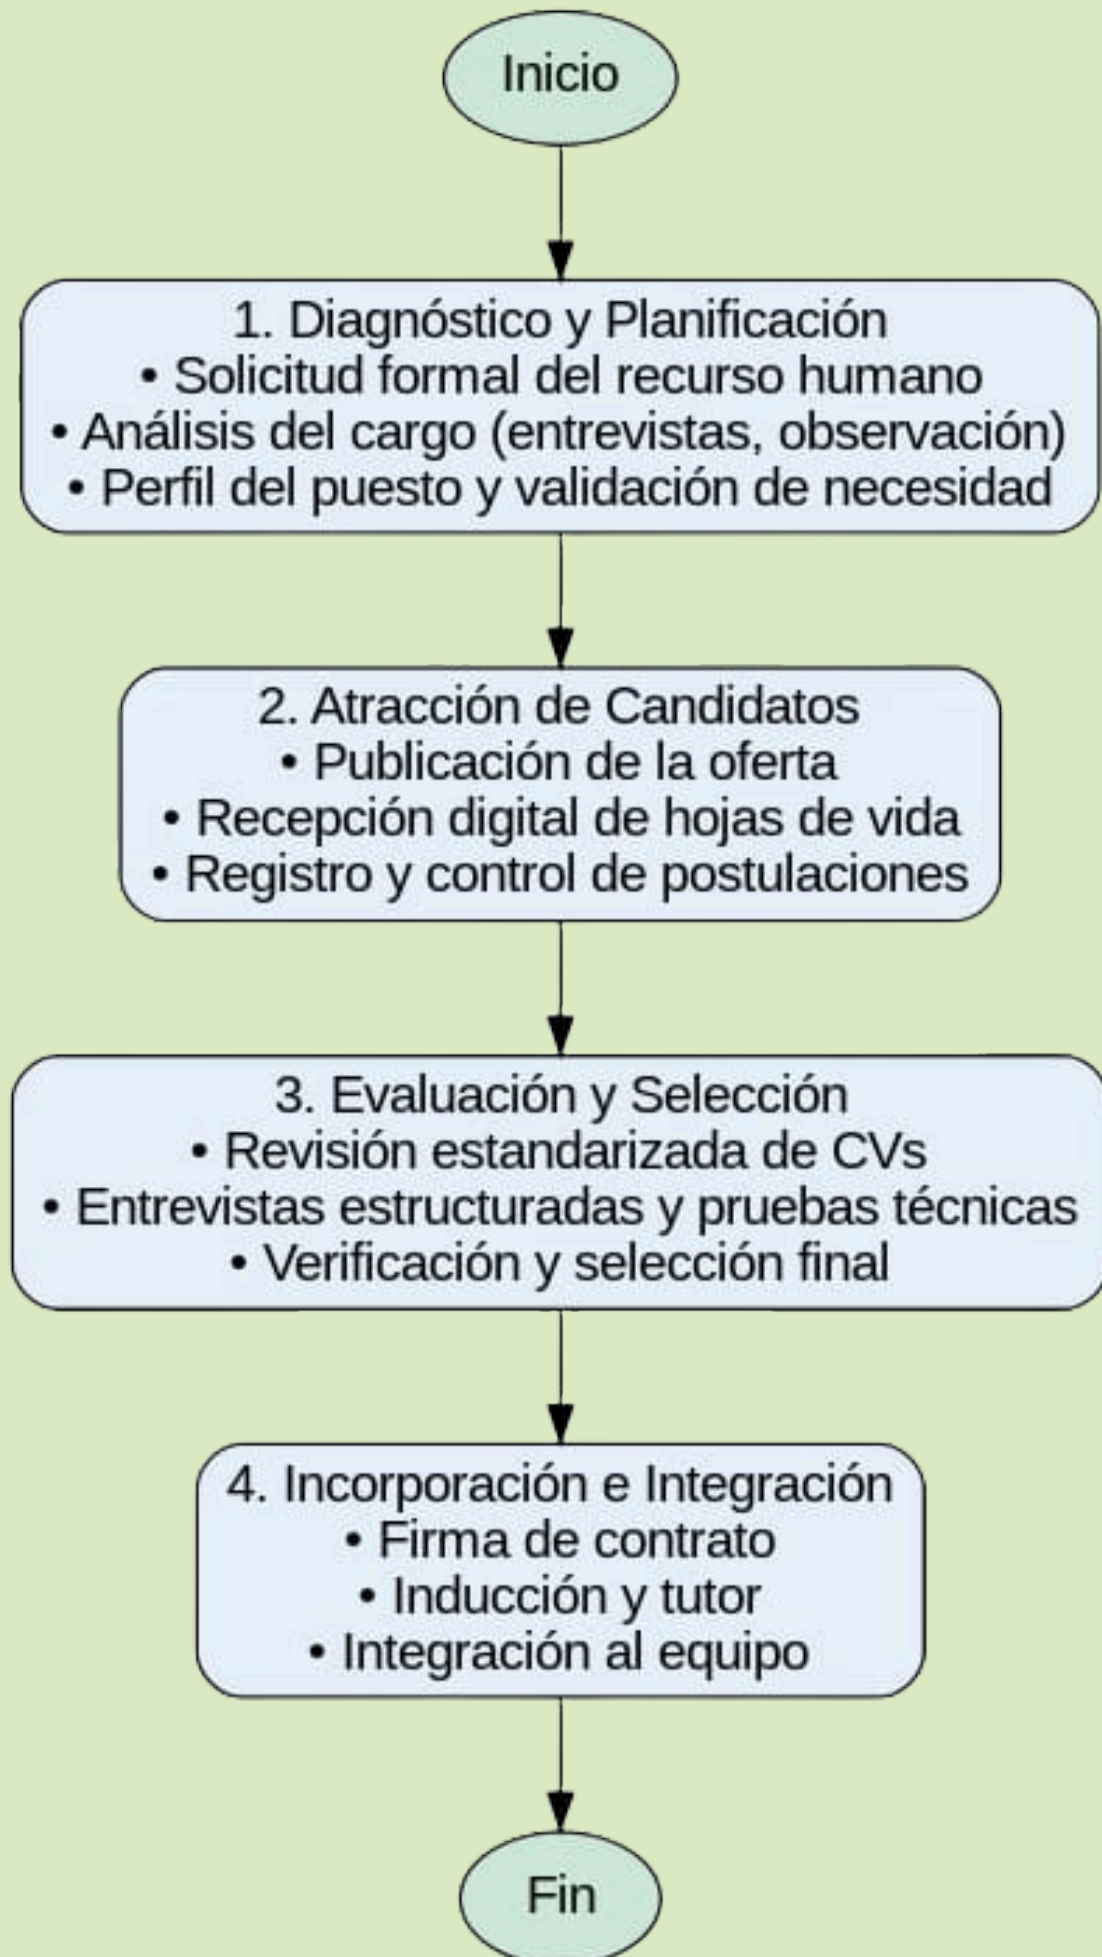 Inicio
1. Diagnóstico y Planificación
• Solicitud formal del recurso humano
• Análisis del cargo (entrevistas, observación)
• Perfil del puesto y validación de necesidad
2. Atracción de Candidatos
• Publicación de la oferta
• Recepción digital de hojas de vida
• Registro y control de postulaciones
3. Evaluación y Selección
• Revisión estandarizada de CVs
• Entrevistas estructuradas y pruebas técnicas
• Verificación y selección final
4. Incorporación e Integración
• Firma de contrato
• Inducción y tutor
• Integración al equipo
Fin